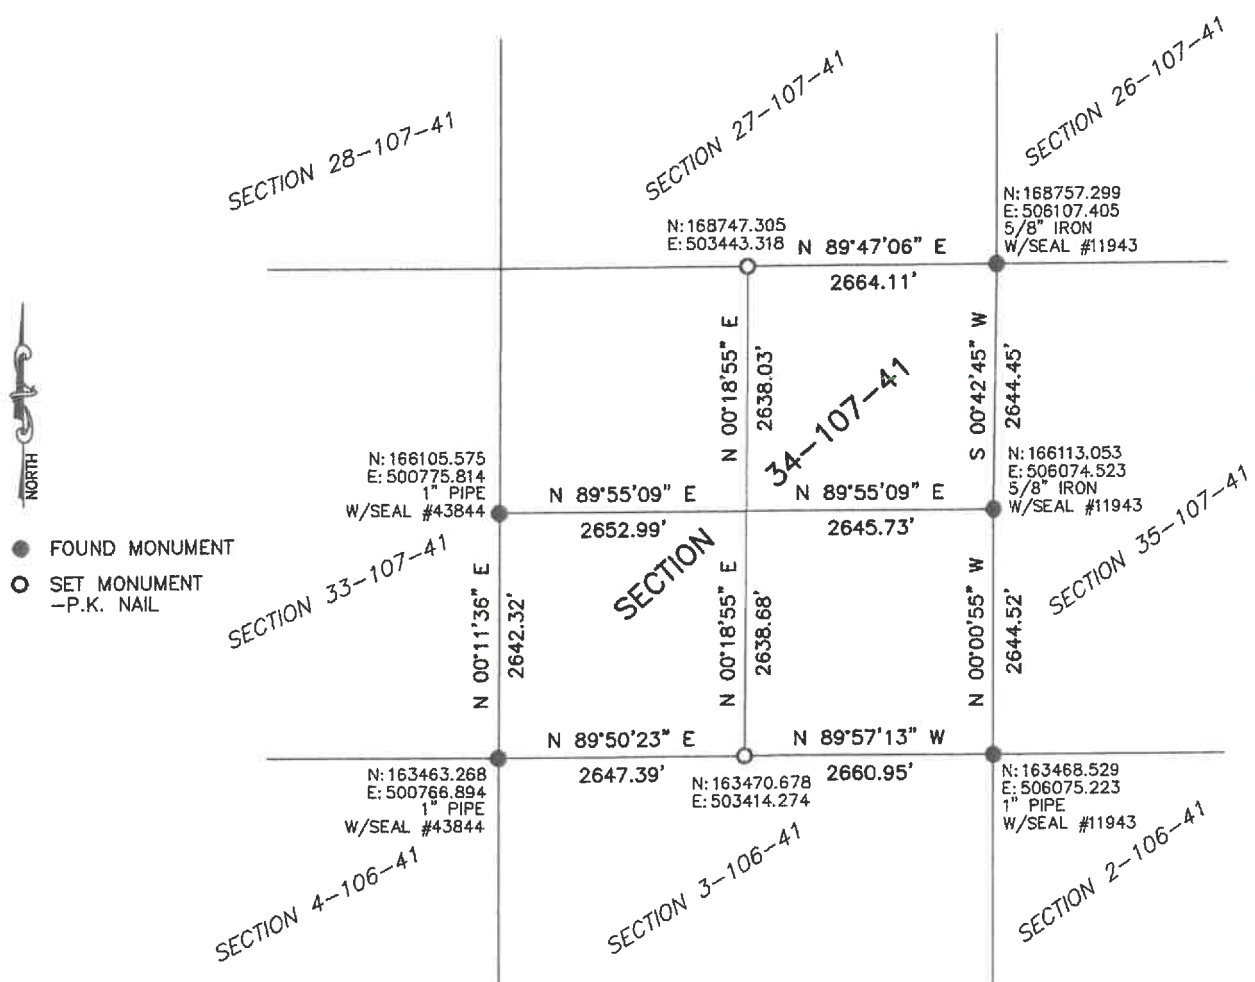 SECTION 28-107-41
SECTION 27-107-41
SECTION 26-107-41
N:168747.305
E:503443.318
N 89°47'06" E
2664.11'
N:168757.299
E:506107.405
5/8" IRON
W/SEAL #11943
N 00°18'55" E
2638.03'
S 00°42'45" W
2644.45'
NORTH
N:166105.575
E:500775.814
1" PIPE
W/SEAL #43844
N 89°55'09" E
2652.99'
N 89°55'09" E
2645.73'
N:166113.053
E:506074.523
5/8" IRON
W/SEAL #11943
SECTION
34-107-41
FOUND MONUMENT
SET MONUMENT
-P.K. NAIL
SECTION 33-107-41
SECTION 35-107-41
N 00°11'36" E
2642.32'
N 00°18'55" E
2638.68'
N 00°00'55" W
2644.52'
N 89°50'23" E
2647.39'
N 89°57'13" W
2660.95'
N:163463.268
E:500766.894
1" PIPE
W/SEAL #43844
N:163470.678
E:503414.274
N:163468.529
E:506075.223
1" PIPE
W/SEAL #11943
SECTION 4-106-41
SECTION 3-106-41
SECTION 2-106-41